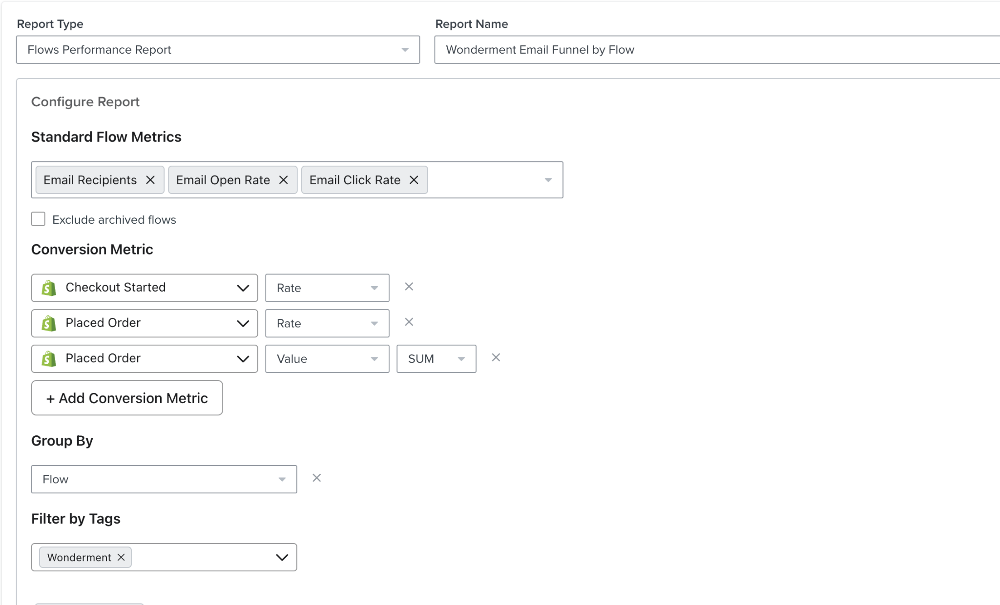 Report Type
Report Name
Flows Performance Report
Wonderment Email Funnel by Flow
Configure Report
Standard Flow Metrics
Email Recipients Email Open Rate Email Click Rate
Exclude archived flows
Conversion Metric
Checkout Started Rate
Placed Order Rate
Placed Order Value SUM
+ Add Conversion Metric
Group By
Flow
Filter by Tags
Wonderment